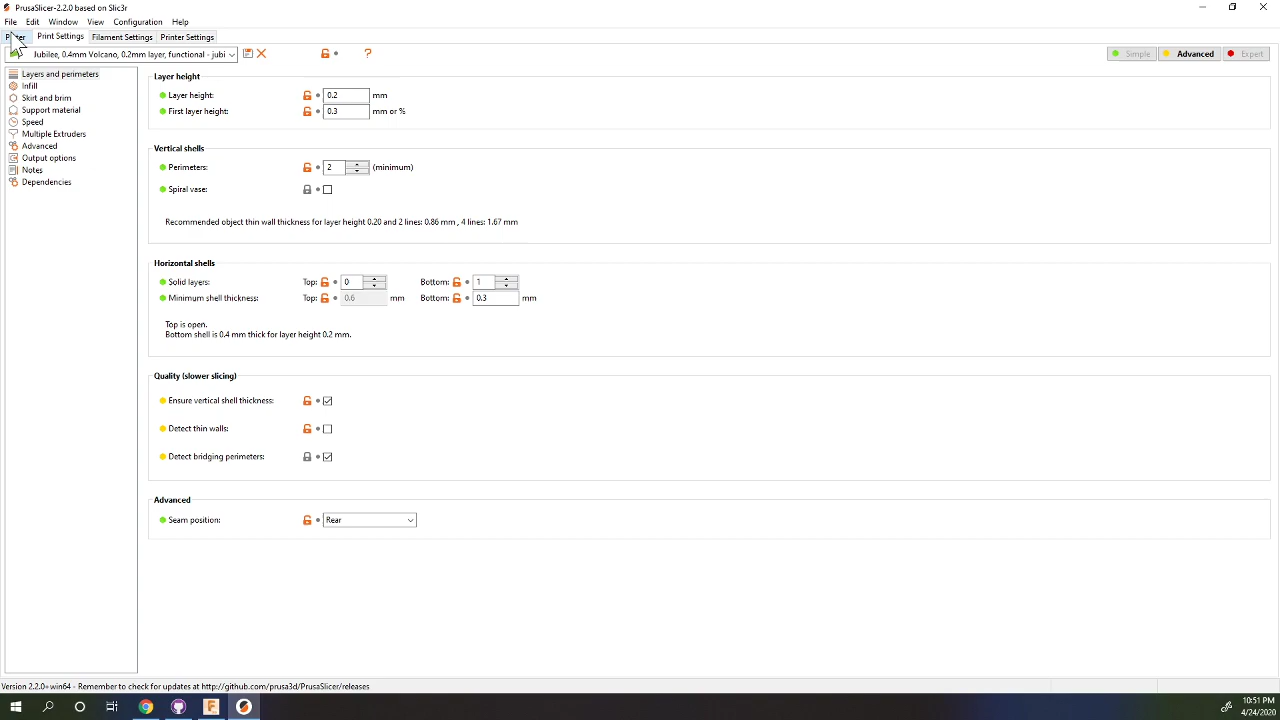 PrusaSlicer-2.2.0 based on Slic3r
File Edit Window View Configuration Help
Print Settings Filament Settings Printer Settings
Jubilee, 0.4mm Volcano, 0.2mm layer, functional - jubi
?
Simple Advanced Expert
Layers and perimeters
Infill
Skirt and brim
Support material
Speed
Multiple Extruders
Advanced
Output options
Notes
Dependencies
Layer height
Layer height: 0.2 mm
First layer height: 0.3 mm or %
Vertical shells
Perimeters: 2 (minimum)
Spiral vase:
Recommended object thin wall thickness for layer height 0.20 and 2 lines: 0.86 mm , 4 lines: 1.67 mm
Horizontal shells
Solid layers: Top: 0 Bottom: 1
Minimum shell thickness: Top: 0.6 mm Bottom: 0.3 mm
Top is open.
Bottom shell is 0.4 mm thick for layer height 0.2 mm.
Quality (slower slicing)
Ensure vertical shell thickness:
Detect thin walls:
Detect bridging perimeters:
Advanced
Seam position: Rear
Version 2.2.0+win64 - Remember to check for updates at http://github.com/prusa3d/PrusaSlicer/releases
10:51 PM
4/24/2020